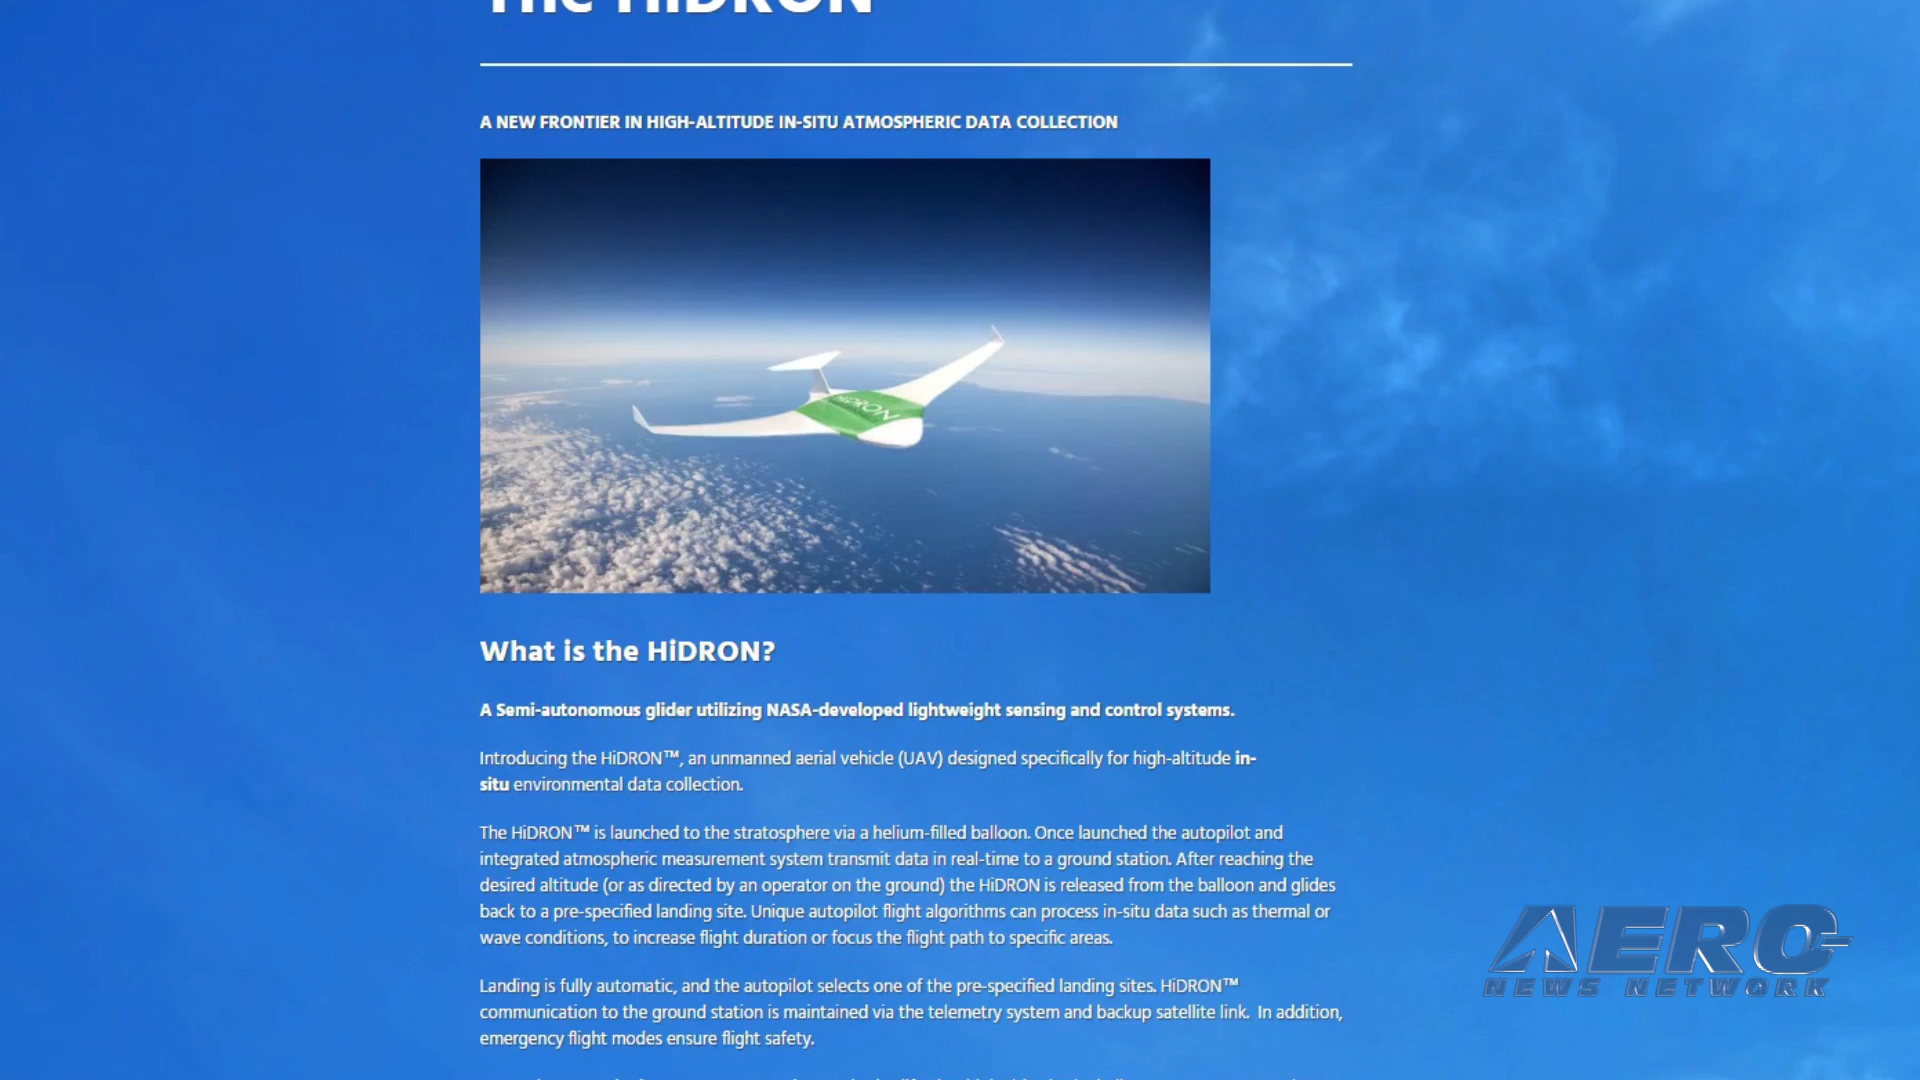 The HiDRON
A NEW FRONTIER IN HIGH-ALTITUDE IN-SITU ATMOSPHERIC DATA COLLECTION
HiDRON
What is the HiDRON?
A Semi-autonomous glider utilizing NASA-developed lightweight sensing and control systems.
Introducing the HiDRON™, an unmanned aerial vehicle (UAV) designed specifically for high-altitude in-
situ environmental data collection.
The HiDRON™ is launched to the stratosphere via a helium-filled balloon. Once launched the autopilot and
integrated atmospheric measurement system transmit data in real-time to a ground station. After reaching the
desired altitude (or as directed by an operator on the ground) the HiDRON is released from the balloon and glides
back to a pre-specified landing site. Unique autopilot flight algorithms can process in-situ data such as thermal or
wave conditions, to increase flight duration or focus the flight path to specific areas.
Landing is fully automatic, and the autopilot selects one of the pre-specified landing sites. HiDRON™
communication to the ground station is maintained via the telemetry system and backup satellite link. In addition,
emergency flight modes ensure flight safety.
AERO-
NEWS NETWORK